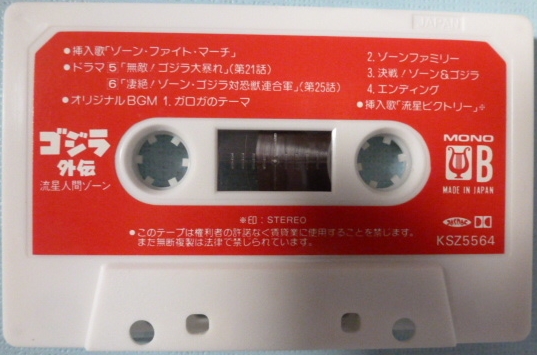 JAPAN
●挿入歌「ゾーン・ファイト・マーチ」
●ドラマ 5「無敵!ゴジラ大暴れ」(第21話)
6「凄絶!ゾーン・ゴジラ対恐獣連合軍」(第25話)
●オリジナルBGM 1. ガロガのテーマ
2. ゾーンファミリー
3. 決戦!ゾーン&ゴジラ
4. エンディング
●挿入歌「流星ビクトリー」※
ゴジラ
外伝
流星人間ゾーン
MONO
B
MADE IN JAPAN
※印:STEREO
●このテープは権利者の許諾なく賃貸業に使用することを禁じます。
また無断複製は法律で禁じられています。
KSZ5564